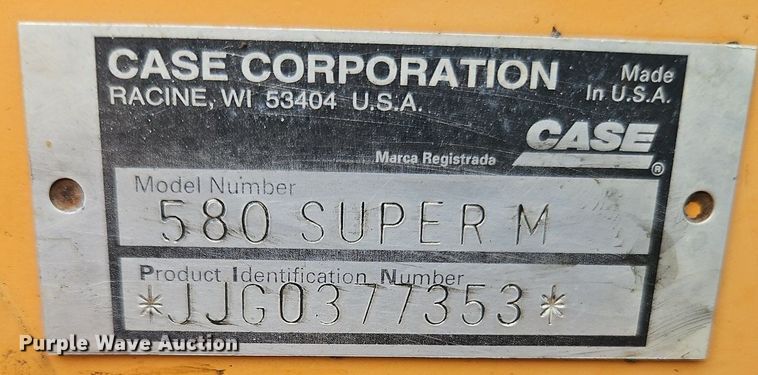 CASE CORPORATION
RACINE, WI 53404 U.S.A.
Made
In U.S.A.
CASE
Marca Registrada
®
Model Number
580 SUPER M
Product Identification Number
*JJG0377353*
Purple Wave Auction